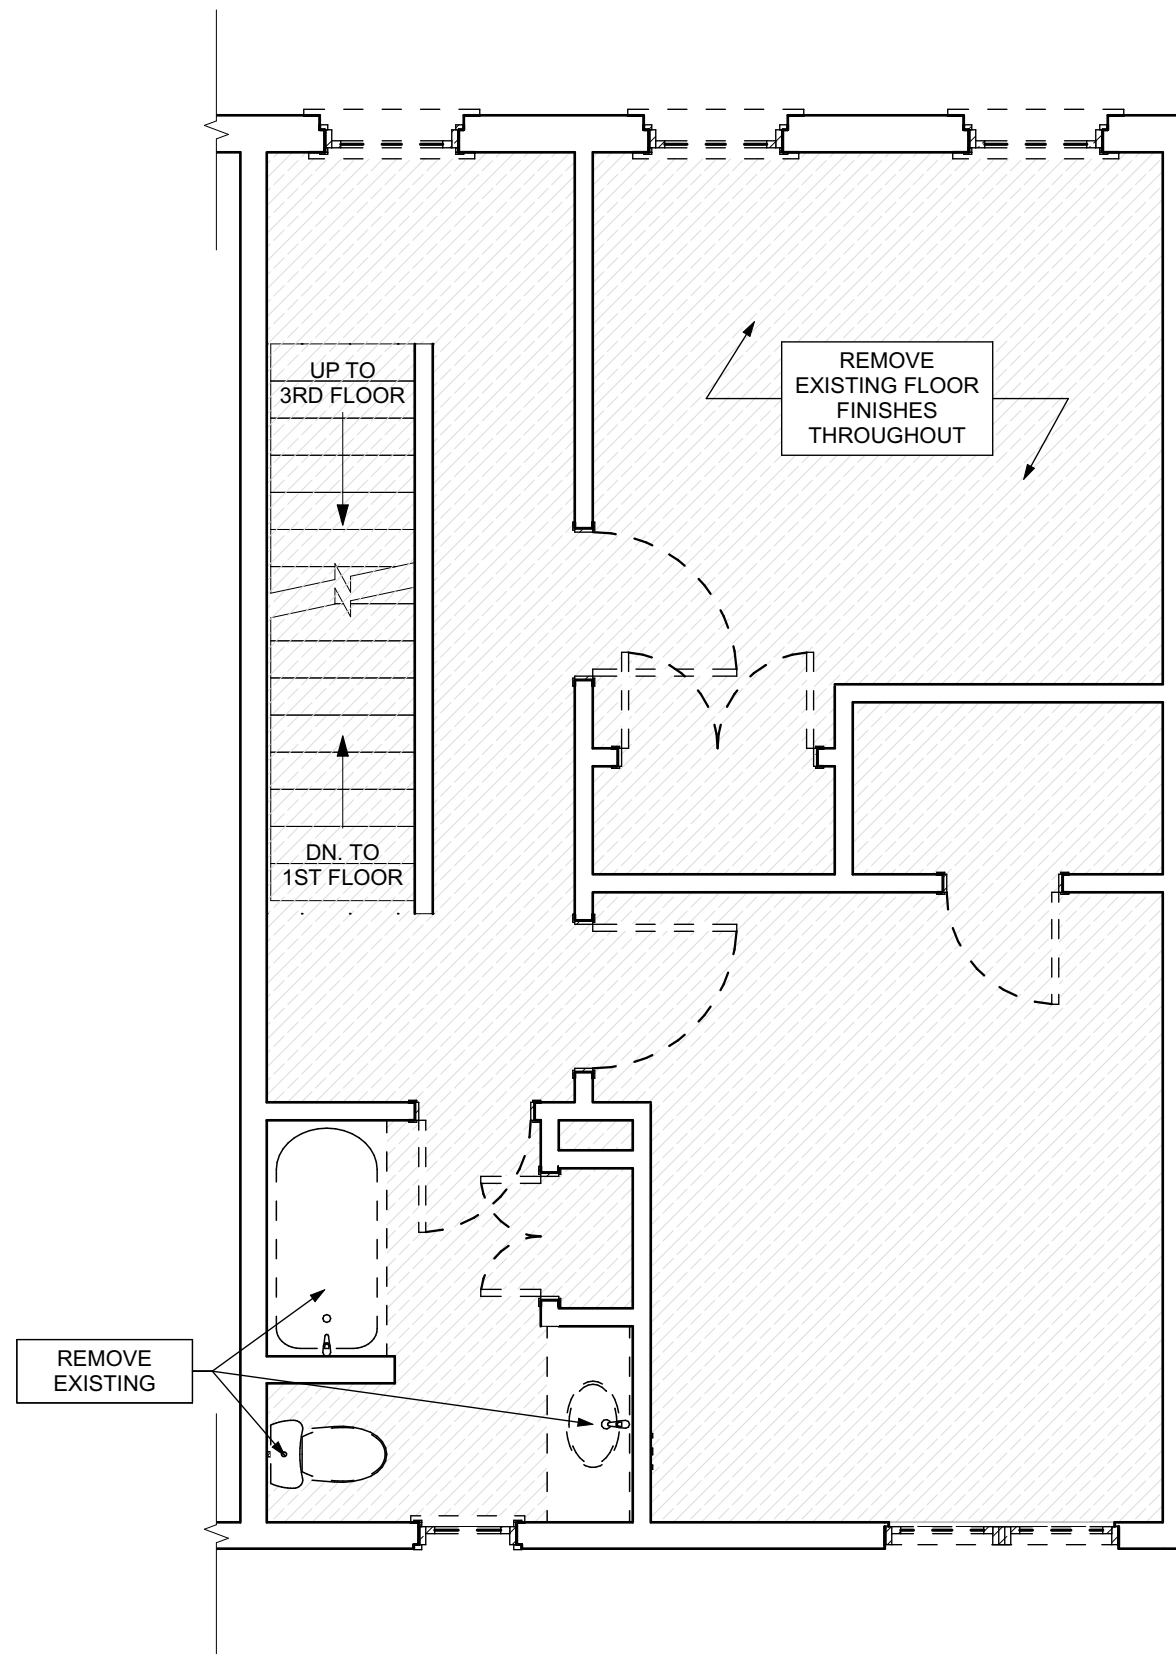 UP TO
3RD FLOOR
REMOVE
EXISTING FLOOR
FINISHES
THROUGHOUT
DN. TO
1ST FLOOR
REMOVE
EXISTING